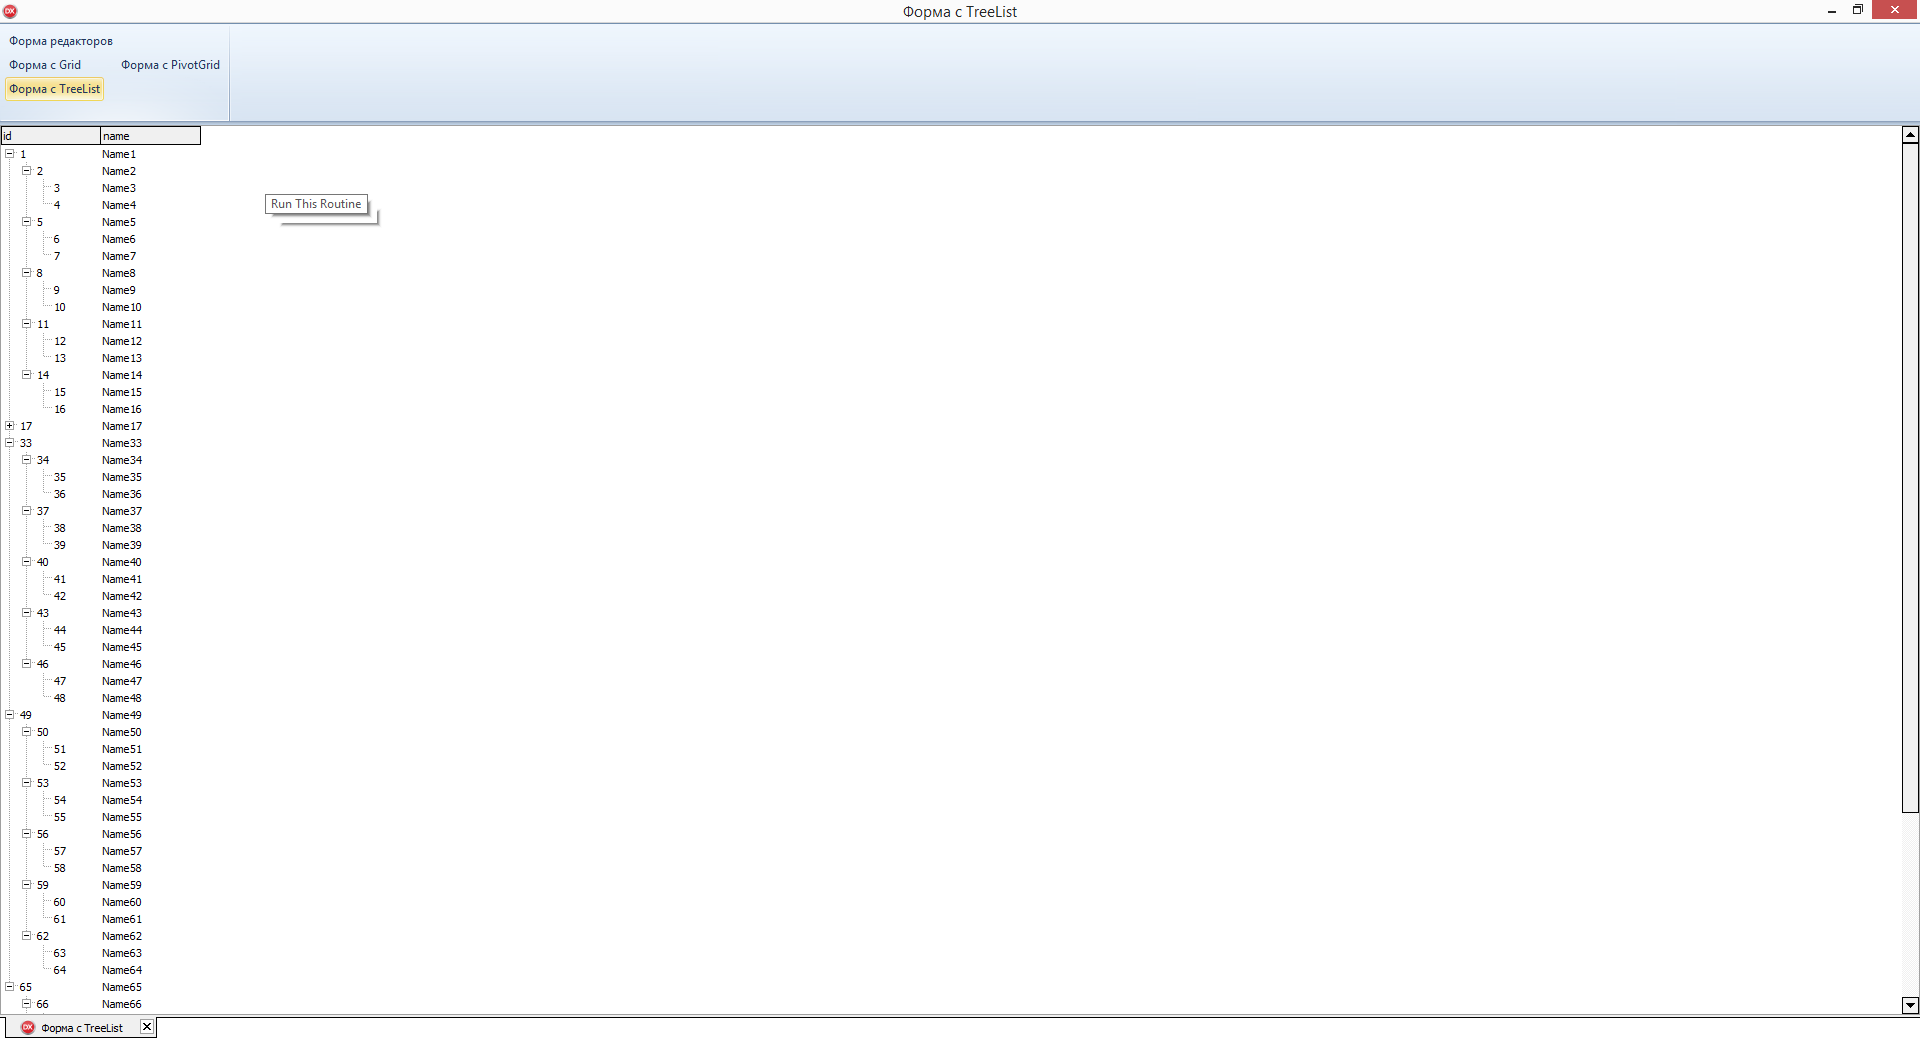 DX Форма с TreeList
Форма редакторов
Форма с Grid Форма с PivotGrid
Форма с TreeList
id name
1 Name1
2 Name2
3 Name3
4 Name4
Run This Routine
5 Name5
6 Name6
7 Name7
8 Name8
9 Name9
10 Name10
11 Name11
12 Name12
13 Name13
14 Name14
15 Name15
16 Name16
17 Name17
33 Name33
34 Name34
35 Name35
36 Name36
37 Name37
38 Name38
39 Name39
40 Name40
41 Name41
42 Name42
43 Name43
44 Name44
45 Name45
46 Name46
47 Name47
48 Name48
49 Name49
50 Name50
51 Name51
52 Name52
53 Name53
54 Name54
55 Name55
56 Name56
57 Name57
58 Name58
59 Name59
60 Name60
61 Name61
62 Name62
63 Name63
64 Name64
65 Name65
66 Name66
DX Форма с TreeList